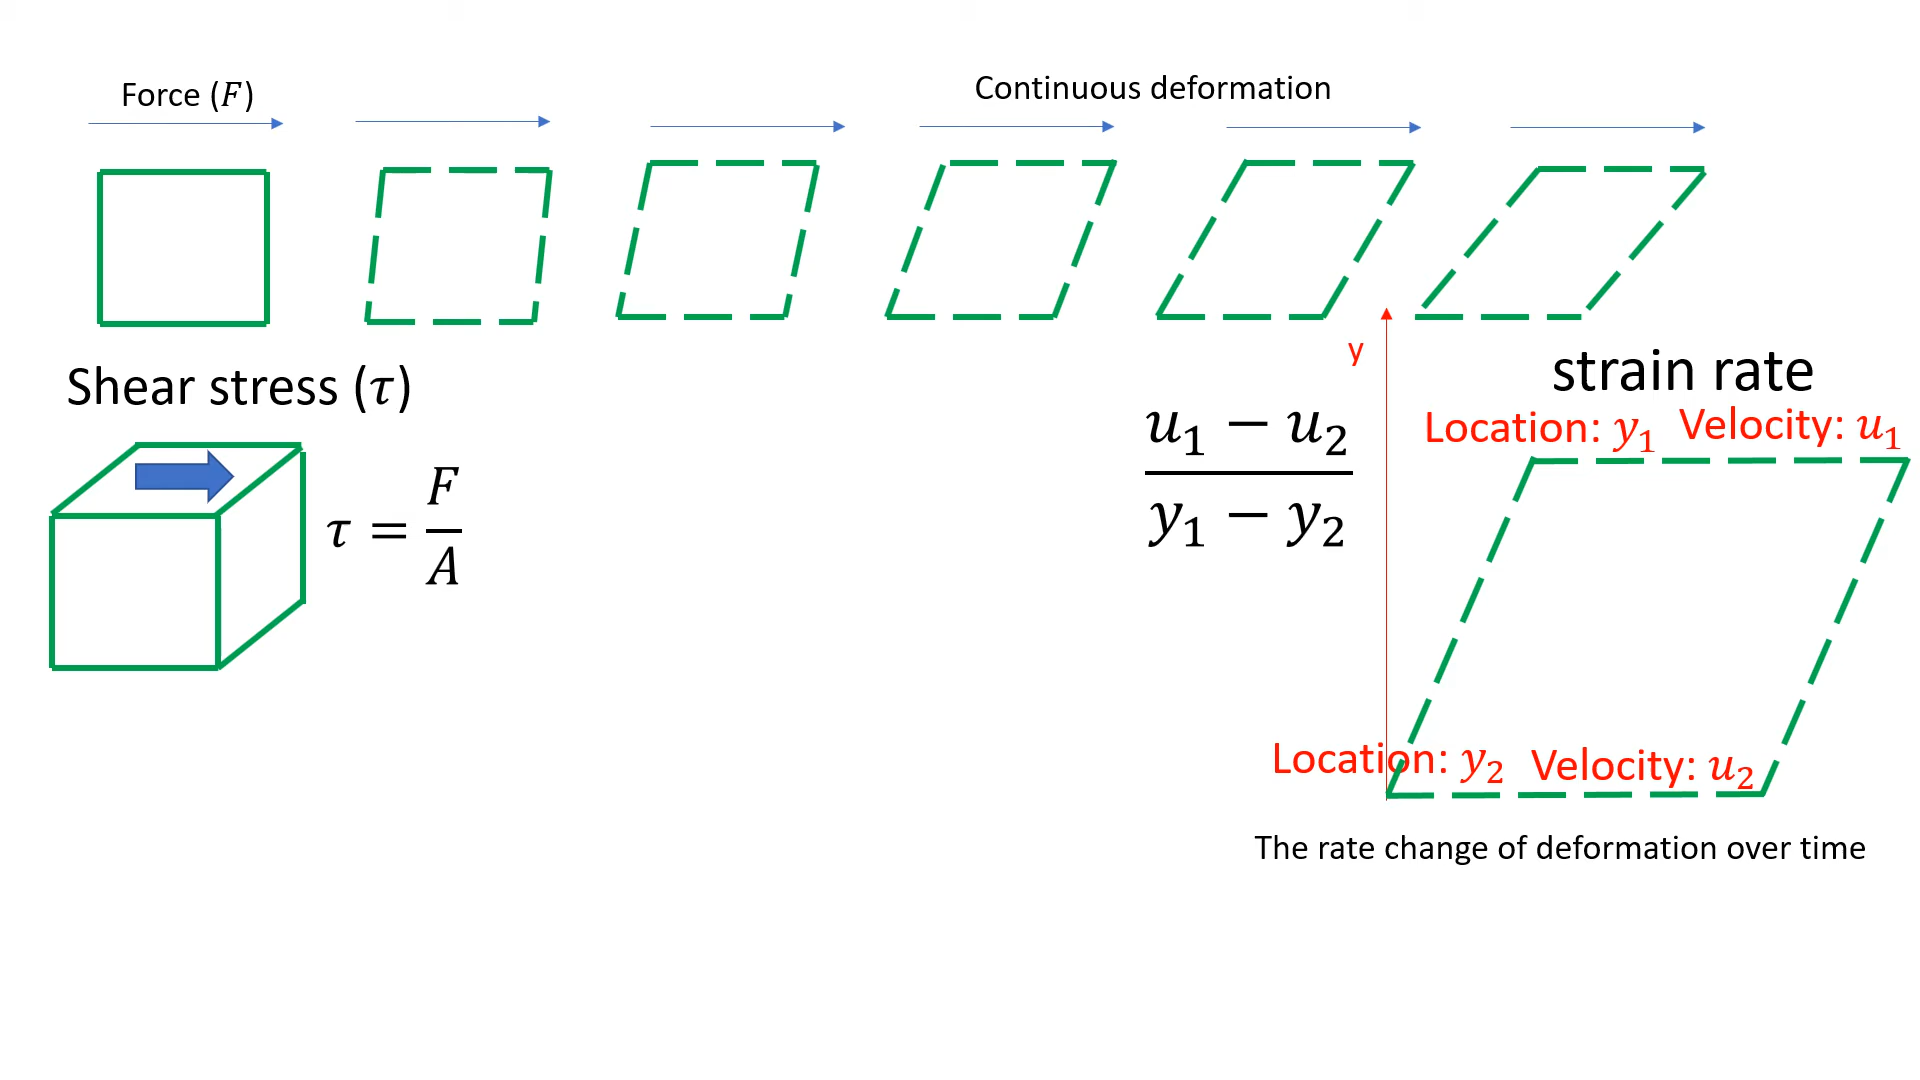 Force (𝐹)
Continuous deformation
Shear stress (𝜏)
𝜏 = 𝐹/𝐴
y
strain rate
(𝑢₁ − 𝑢₂)/(𝑦₁ − 𝑦₂)
Location: 𝑦₁ Velocity: 𝑢₁
Location: 𝑦₂ Velocity: 𝑢₂
The rate change of deformation over time